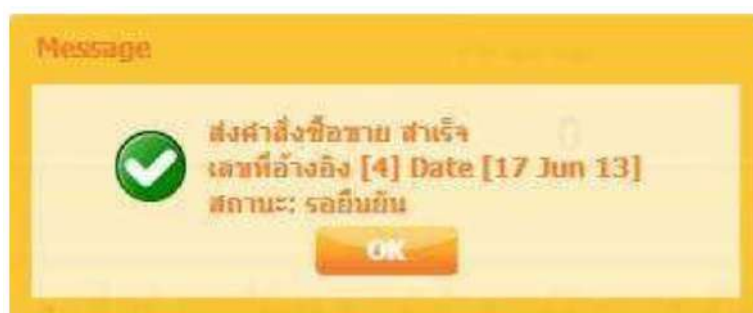 Message
ส่งคำสั่งซื้อขาย สำเร็จ
เลขที่อ้างอิง [4] Date [17 Jun 13]
สถานะ: รอยืนยัน
OK